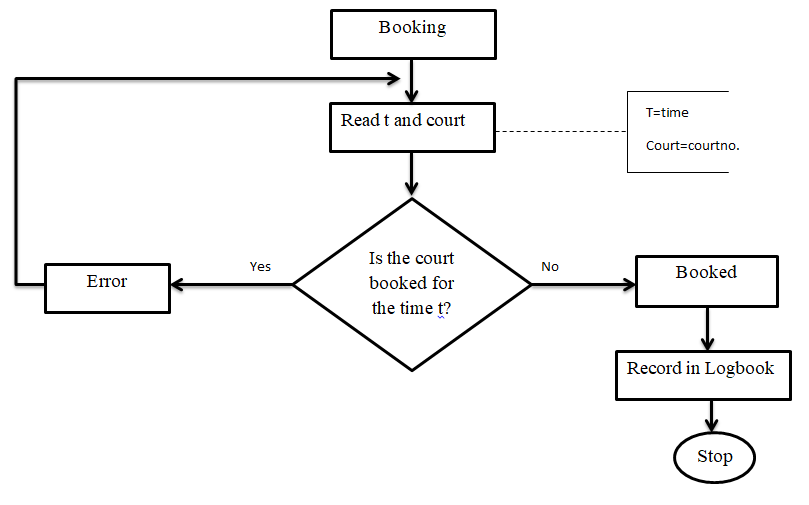 Booking
Read t and court
T=time
Court=courtno.
Is the court
booked for
the time t?
Yes
No
Error
Booked
Record in Logbook
Stop